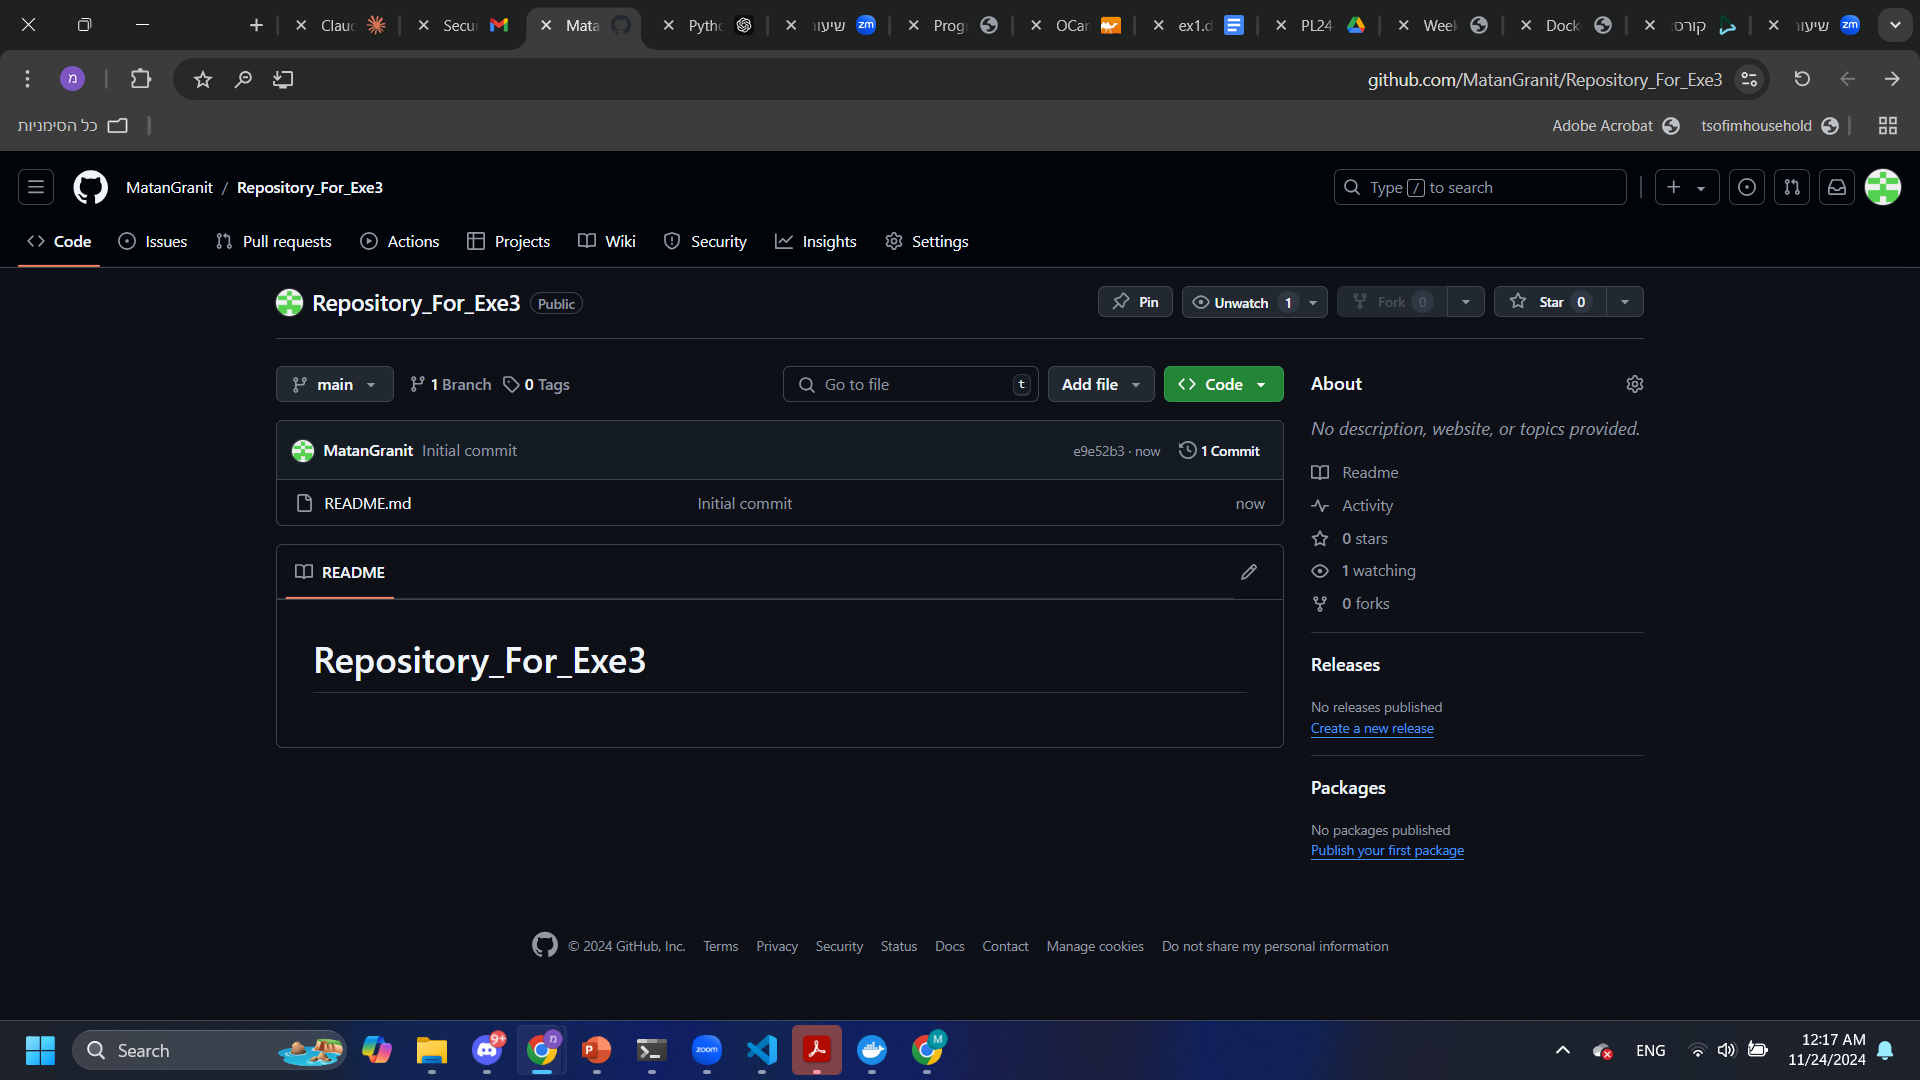 Clau
Secu
Mata
Pyth
שיעור
Prog
OCar
ex1.d
PL24
Week
Dock
קורס:
שיעור
github.com/MatanGranit/Repository_For_Exe3
כל הסימניות
Adobe Acrobat
tsofimhousehold
MatanGranit / Repository_For_Exe3
Type / to search
Code
Issues
Pull requests
Actions
Projects
Wiki
Security
Insights
Settings
Repository_For_Exe3 Public
Pin
Unwatch 1
Fork 0
Star 0
main
1 Branch
0 Tags
Go to file t
Add file
Code
About
No description, website, or topics provided.
MatanGranit Initial commit
e9e52b3 · now
1 Commit
README.md
Initial commit
now
Readme
Activity
0 stars
1 watching
0 forks
README
Repository_For_Exe3
Releases
No releases published
Create a new release
Packages
No packages published
Publish your first package
© 2024 GitHub, Inc.
Terms
Privacy
Security
Status
Docs
Contact
Manage cookies
Do not share my personal information
Search
9+
zoom
ENG
12:17 AM
11/24/2024